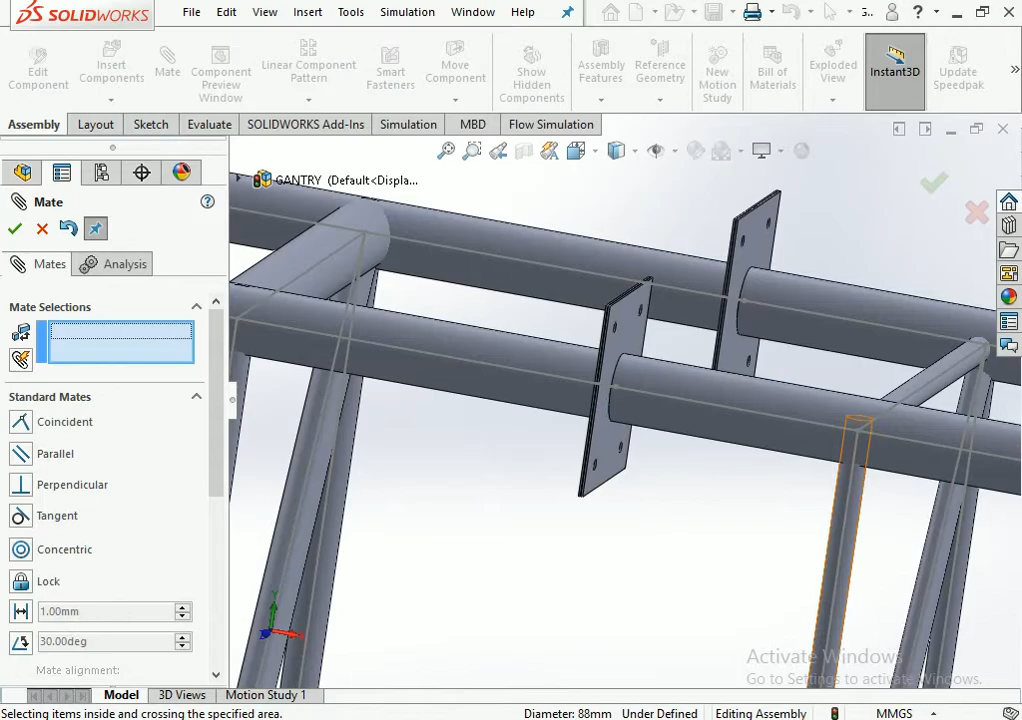 SOLIDWORKS File Edit View Insert Tools Simulation Window Help 3.. ?
Edit Component
Insert Components
Mate
Component Preview Window
Linear Component Pattern
Smart Fasteners
Move Component
Show Hidden Components
Assembly Features
Reference Geometry
New Motion Study
Bill of Materials
Exploded View
Instant3D
Update Speedpak
»
Assembly Layout Sketch Evaluate SOLIDWORKS Add-Ins Simulation MBD Flow Simulation
GANTRY (Default<Displa...
Mate
Mates Analysis
Mate Selections
Standard Mates
Coincident
Parallel
Perpendicular
Tangent
Concentric
Lock
1.00mm
30.00deg
Mate alignment:
Y
Activate Windows
Go to Settings to activate Windows.
Model 3D Views Motion Study 1
Selecting items inside and crossing the specified area. Diameter: 88mm Under Defined Editing Assembly MMGS